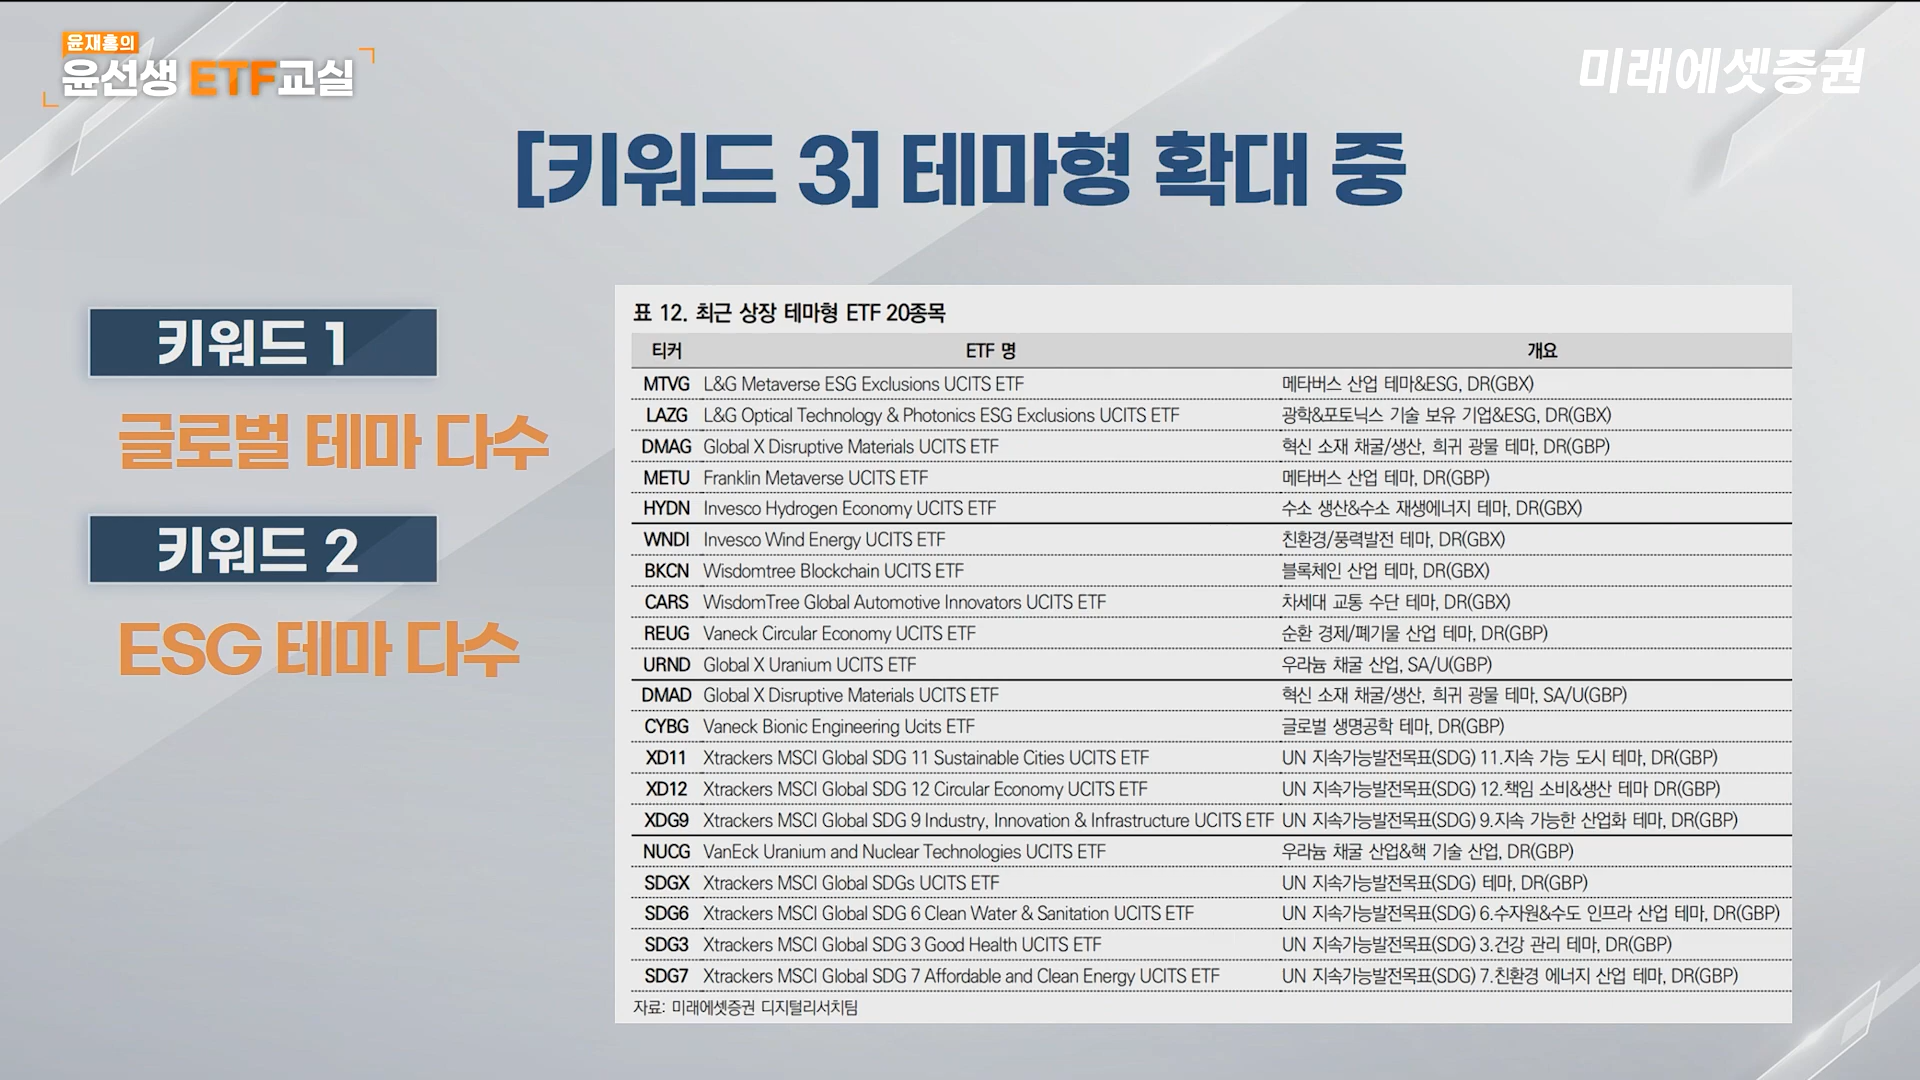 윤재홍의
윤선생 ETF교실
미래에셋증권
[키워드 3] 테마형 확대 중
키워드 1
글로벌 테마 다수
키워드 2
ESG 테마 다수
표 12. 최근 상장 테마형 ETF 20종목
티커 ETF 명 개요
MTVG L&G Metaverse ESG Exclusions UCITS ETF 메타버스 산업 테마&ESG, DR(GBX)
LAZG L&G Optical Technology & Photonics ESG Exclusions UCITS ETF 광학&포토닉스 기술 보유 기업&ESG, DR(GBX)
DMAG Global X Disruptive Materials UCITS ETF 혁신 소재 채굴/생산, 희귀 광물 테마, DR(GBP)
METU Franklin Metaverse UCITS ETF 메타버스 산업 테마, DR(GBP)
HYDN Invesco Hydrogen Economy UCITS ETF 수소 생산&수소 재생에너지 테마, DR(GBX)
WNDI Invesco Wind Energy UCITS ETF 친환경/풍력발전 테마, DR(GBX)
BKCN Wisdomtree Blockchain UCITS ETF 블록체인 산업 테마, DR(GBX)
CARS WisdomTree Global Automotive Innovators UCITS ETF 차세대 교통 수단 테마, DR(GBX)
REUG Vaneck Circular Economy UCITS ETF 순환 경제/폐기물 산업 테마, DR(GBP)
URND Global X Uranium UCITS ETF 우라늄 채굴 산업, SA/U(GBP)
DMAD Global X Disruptive Materials UCITS ETF 혁신 소재 채굴/생산, 희귀 광물 테마, SA/U(GBP)
CYBG Vaneck Bionic Engineering Ucits ETF 글로벌 생명공학 테마, DR(GBP)
XD11 Xtrackers MSCI Global SDG 11 Sustainable Cities UCITS ETF UN 지속가능발전목표(SDG) 11.지속 가능 도시 테마, DR(GBP)
XD12 Xtrackers MSCI Global SDG 12 Circular Economy UCITS ETF UN 지속가능발전목표(SDG) 12.책임 소비&생산 테마 DR(GBP)
XDG9 Xtrackers MSCI Global SDG 9 Industry, Innovation & Infrastructure UCITS ETF UN 지속가능발전목표(SDG) 9.지속 가능한 산업화 테마, DR(GBP)
NUCG VanEck Uranium and Nuclear Technologies UCITS ETF 우라늄 채굴 산업&핵 기술 산업, DR(GBP)
SDGX Xtrackers MSCI Global SDGs UCITS ETF UN 지속가능발전목표(SDG) 테마, DR(GBP)
SDG6 Xtrackers MSCI Global SDG 6 Clean Water & Sanitation UCITS ETF UN 지속가능발전목표(SDG) 6.수자원&수도 인프라 산업 테마, DR(GBP)
SDG3 Xtrackers MSCI Global SDG 3 Good Health UCITS ETF UN 지속가능발전목표(SDG) 3.건강 관리 테마, DR(GBP)
SDG7 Xtrackers MSCI Global SDG 7 Affordable and Clean Energy UCITS ETF UN 지속가능발전목표(SDG) 7.친환경 에너지 산업 테마, DR(GBP)
자료: 미래에셋증권 디지털리서치팀